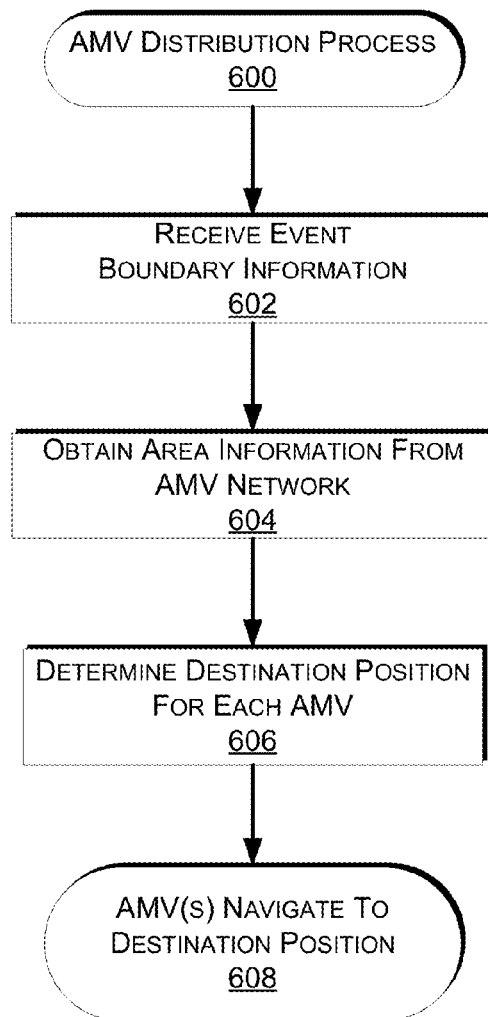 AMV DISTRIBUTION PROCESS
600
RECEIVE EVENT
BOUNDARY INFORMATION
602
OBTAIN AREA INFORMATION FROM
AMV NETWORK
604
DETERMINE DESTINATION POSITION
FOR EACH AMV
606
AMV(S) NAVIGATE TO
DESTINATION POSITION
608